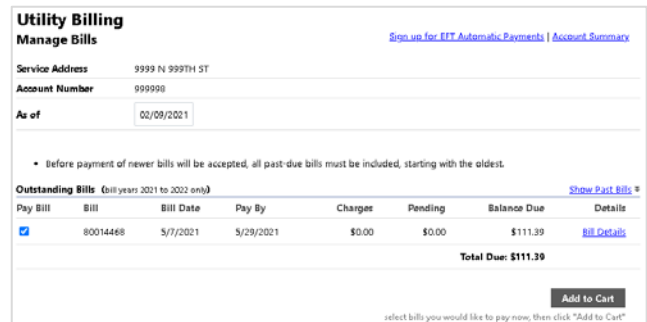 Utility Billing
Manage Bills
Sign up for EFT Automatic Payments | Account Summary
Service Address 9999 N 999TH ST
Account Number 999998
As of 02/09/2021
• Before payment of newer bills will be accepted, all past-due bills must be included, starting with the oldest.
Outstanding Bills (bill years 2021 to 2022 only) Show Past Bills
Pay Bill Bill Bill Date Pay By Charges Pending Balance Due Details
80014468 5/7/2021 5/29/2021 $0.00 $0.00 $111.39 Bill Details
Total Due: $111.39
Add to Cart
select bills you would like to pay now, then click "Add to Cart"